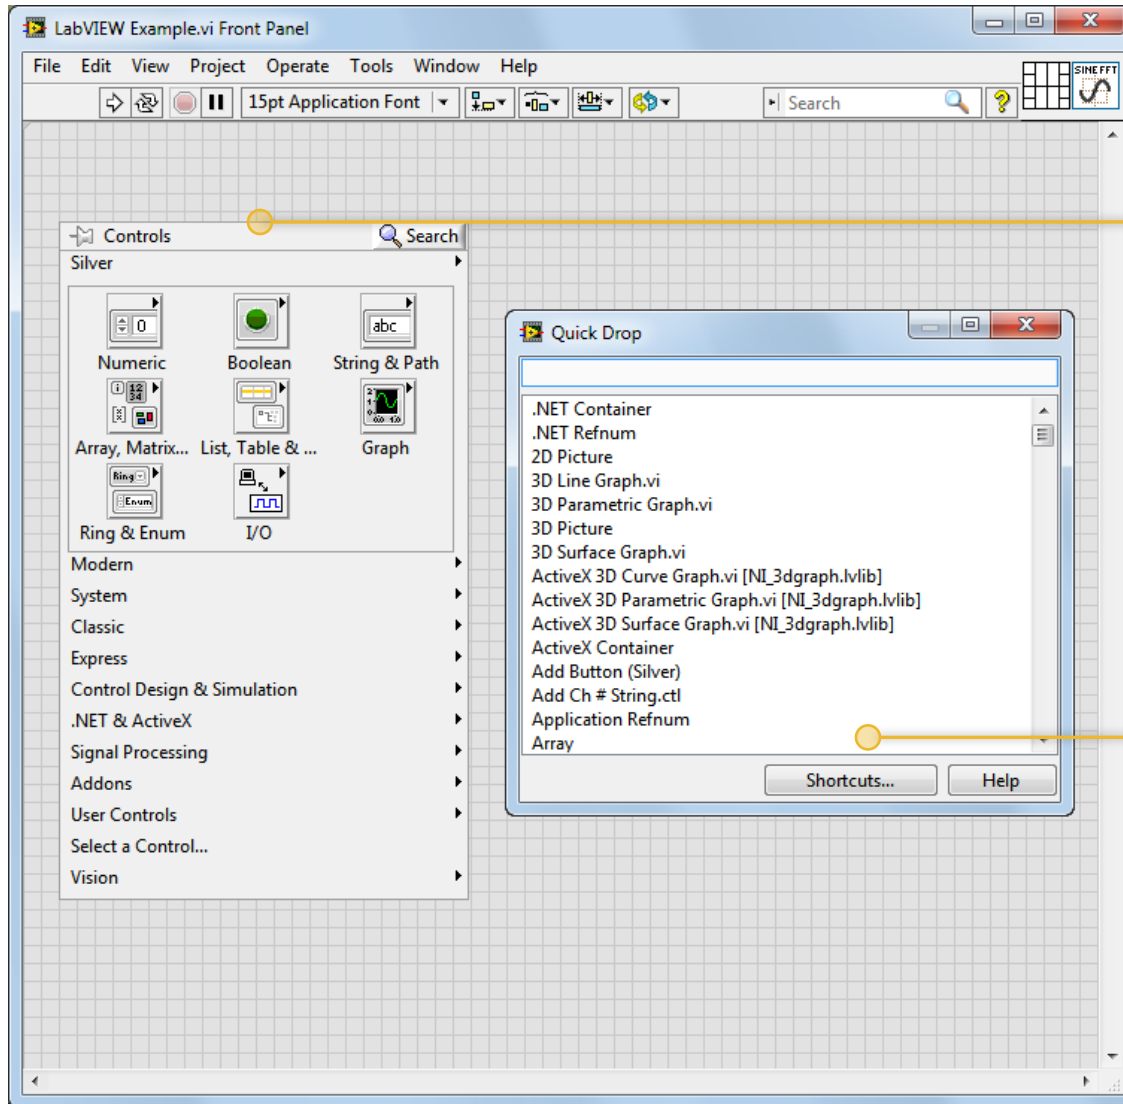 LabVIEW Example.vi Front Panel
File Edit View Project Operate Tools Window Help
15pt Application Font
Search
SINE FFT
Controls
Search
Silver
Numeric Boolean String & Path
Array, Matrix... List, Table & ... Graph
Ring & Enum I/O
Modern
System
Classic
Express
Control Design & Simulation
.NET & ActiveX
Signal Processing
Addons
User Controls
Select a Control...
Vision
Quick Drop
.NET Container
.NET Refnum
2D Picture
3D Line Graph.vi
3D Parametric Graph.vi
3D Picture
3D Surface Graph.vi
ActiveX 3D Curve Graph.vi [NI_3dgraph.lvlib]
ActiveX 3D Parametric Graph.vi [NI_3dgraph.lvlib]
ActiveX 3D Surface Graph.vi [NI_3dgraph.lvlib]
ActiveX Container
Add Button (Silver)
Add Ch # String.ctl
Application Refnum
Array
Shortcuts... Help